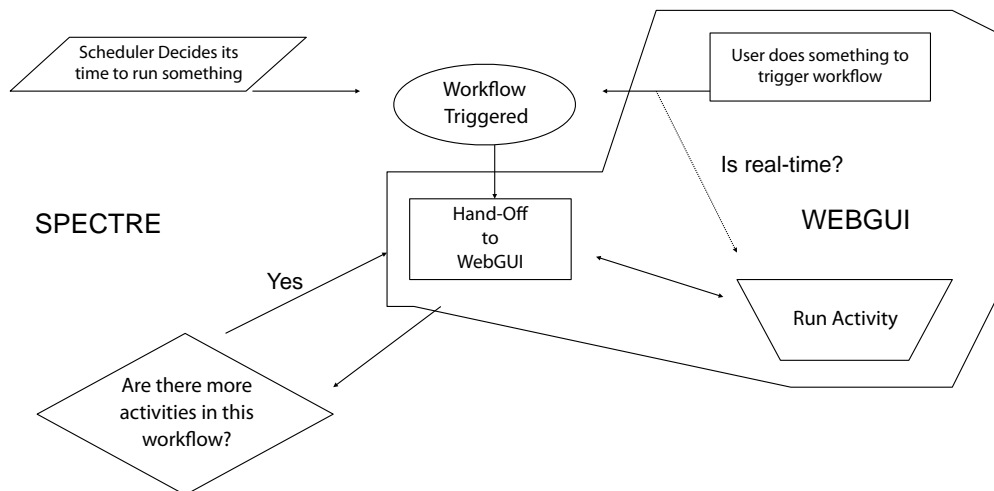 Scheduler Decides its
time to run something
User does something to
trigger workflow
Workflow
Triggered
Is real-time?
SPECTRE
WEBGUI
Hand-Off
to
WebGUI
Yes
Run Activity
Are there more
activities in this
workflow?